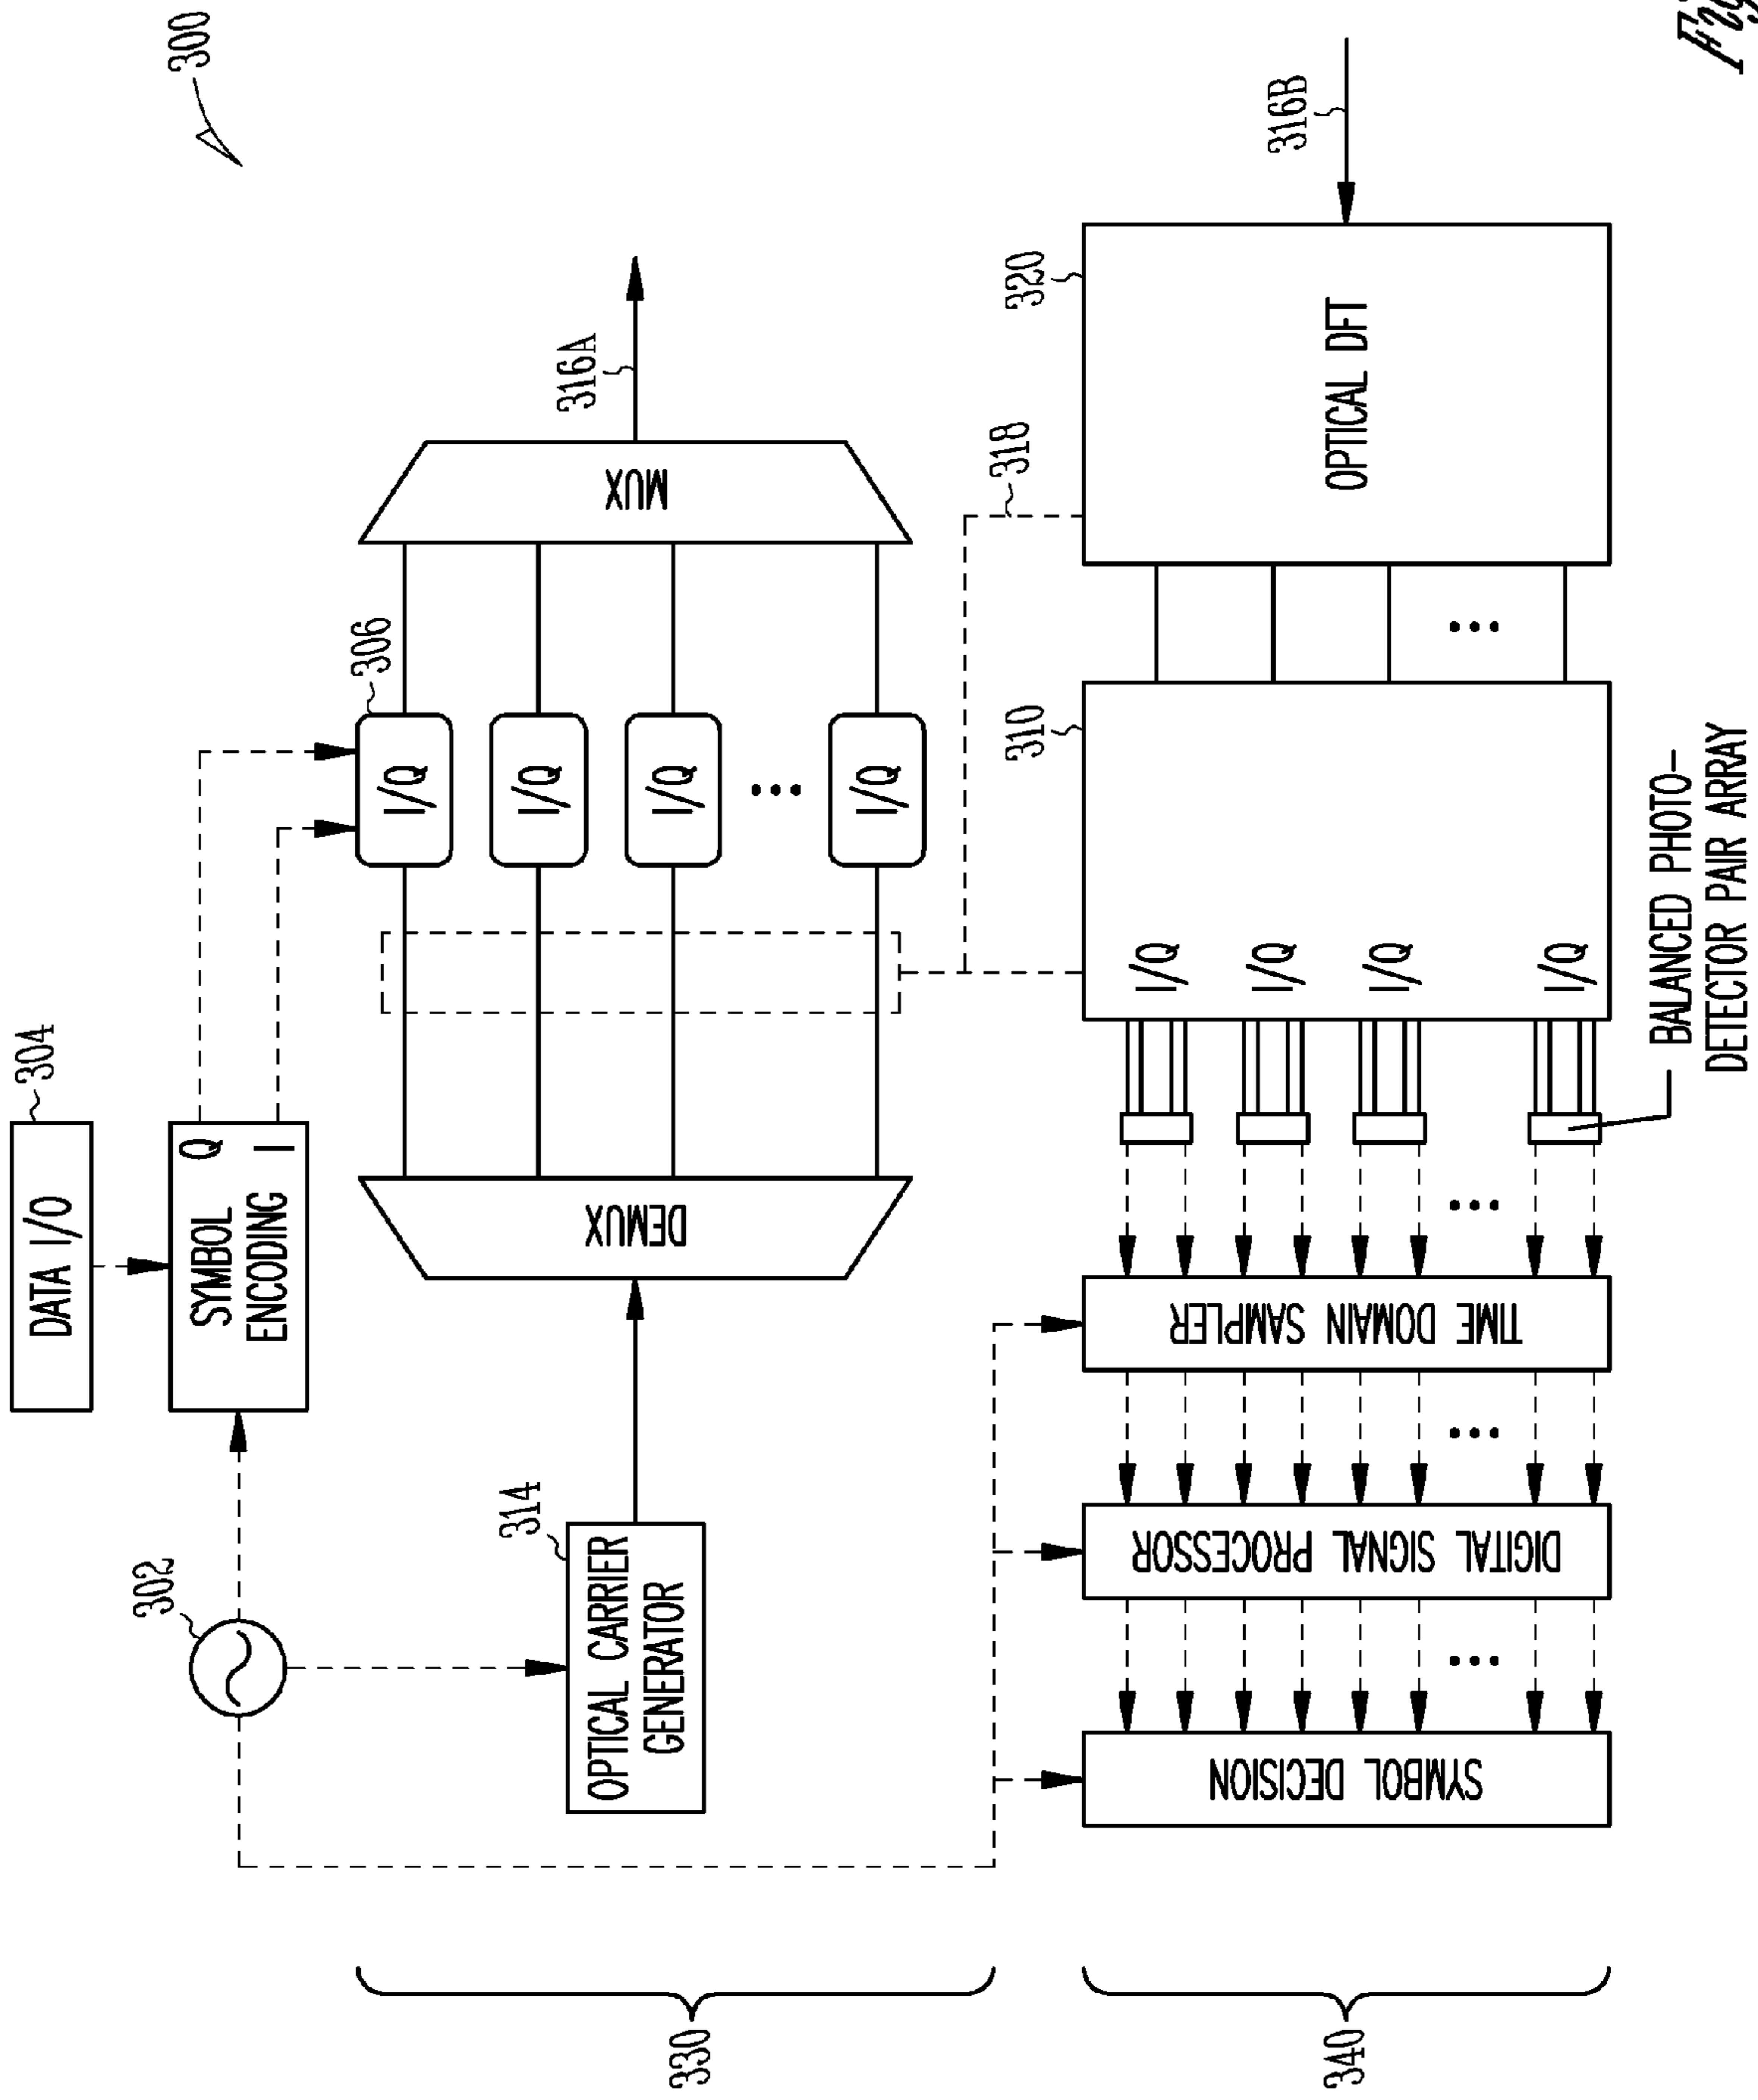 300
304
DATA I/O
SYMBOL
ENCODING
Q
I
302
306
I/Q
I/Q
I/Q
I/Q
314
OPTICAL CARRIER
GENERATOR
DEMUX
MUX
316A
318
330
316B
320
OPTICAL DFT
310
I/Q
I/Q
I/Q
I/Q
BALANCED PHOTO-
DETECTOR PAIR ARRAY
TIME DOMAIN SAMPLER
DIGITAL SIGNAL PROCESSOR
SYMBOL DECISION
340